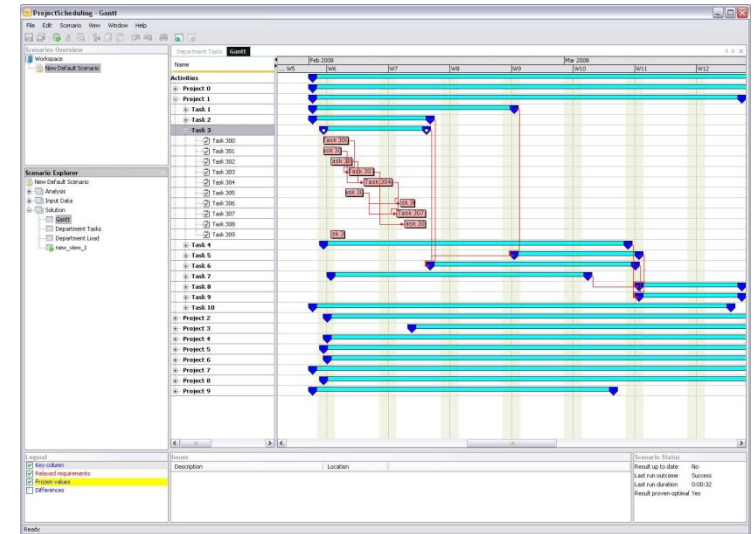 ProjectScheduling - Gantt
File Edit Scenario View Window Help
Scenarios Overview
Workspace
New Default Scenario
Department Tasks Gantt
Name
Feb 2008 Mar 2008
... W5 W6 W7 W8 W9 W10 W11 W12
Activities
Project 0
Project 1
Task 1
Task 2
Task 3
Task 300 Task 300
Task 301
Task 302
Task 303 Task 303
Task 304 Task 304
Task 305
Task 306
Task 307 Task 307
Task 308
Task 309
Task 4
Task 5
Task 6
Task 7
Task 8
Task 9
Task 10
Project 2
Project 3
Project 4
Project 5
Project 6
Project 7
Project 8
Project 9
Scenario Explorer
New Default Scenario
Analysis
Input Data
Solution
Gantt
Department Tasks
Department Load
new_view_1
Legend
Key column
Relaxed requirements
Frozen values
Differences
Issues
Description Location
Scenario Status
Result up to date No
Last run outcome Success
Last run duration 0:00:32
Result proven optimal Yes
Ready